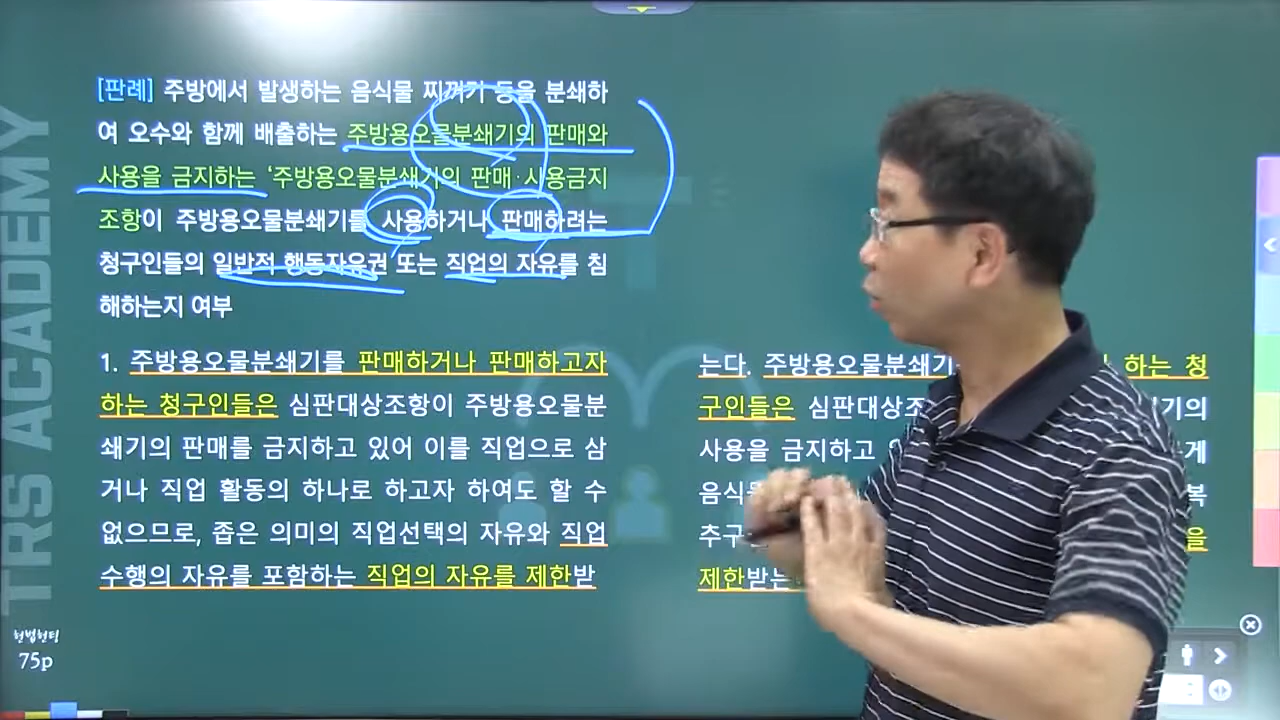 TRS ACADEMY
[판례] 주방에서 발생하는 음식물 찌꺼기 등을 분쇄하
여 오수와 함께 배출하는 주방용오물분쇄기의 판매와
사용을 금지하는 ‘주방용오물분쇄기의 판매·사용금지
조항이 주방용오물분쇄기를 사용하거나 판매하려는
청구인들의 일반적 행동자유권 또는 직업의 자유를 침
해하는지 여부
1. 주방용오물분쇄기를 판매하거나 판매하고자
하는 청구인들은 심판대상조항이 주방용오물분
쇄기의 판매를 금지하고 있어 이를 직업으로 삼
거나 직업 활동의 하나로 하고자 하여도 할 수
없으므로, 좁은 의미의 직업선택의 자유와 직업
수행의 자유를 포함하는 직업의 자유를 제한받
는다. 주방용오물분쇄기 하는 청
구인들은 심판대상조 기의
사용을 금지하고 게
음식 복
추구 을
제한받는
헌법헌팅
75p